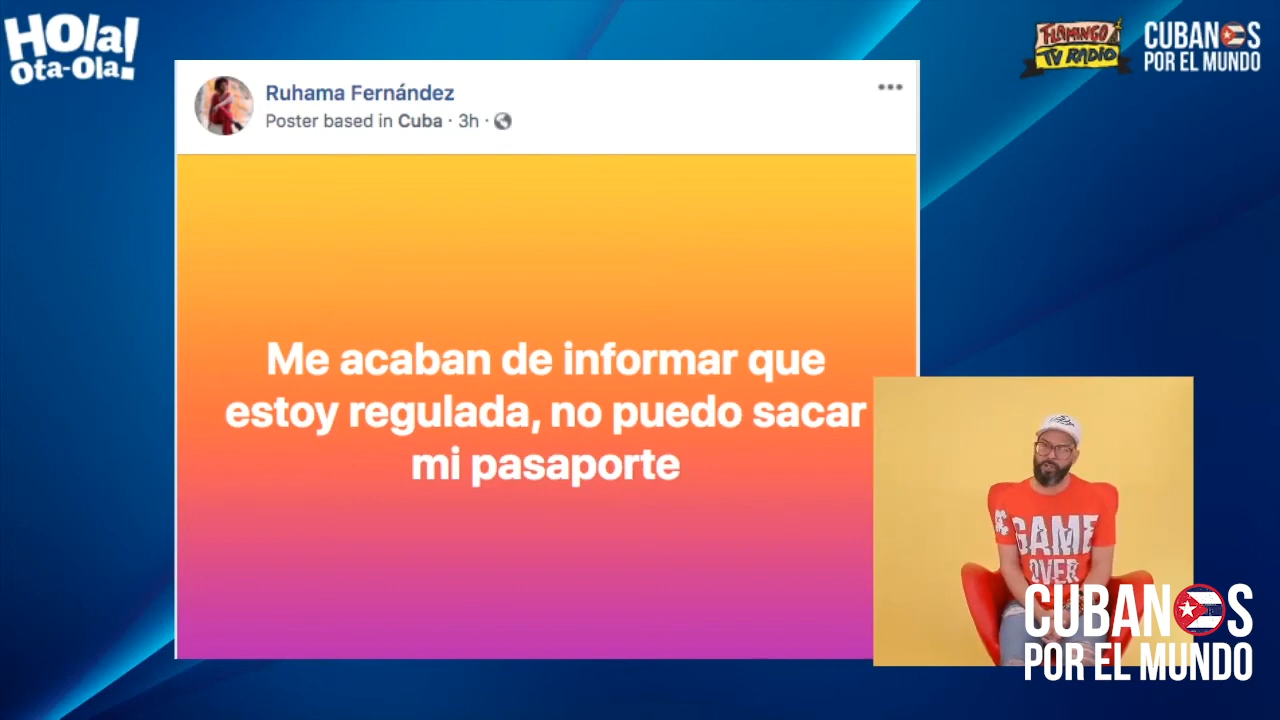 HOla!
Ota-Ola!
FLAMINGO
TV RADIO
CUBANOS
POR EL MUNDO
Ruhama Fernández
Poster based in Cuba · 3h ·
Me acaban de informar que
estoy regulada, no puedo sacar
mi pasaporte
GAME
OVER
CUBANOS
POR EL MUNDO